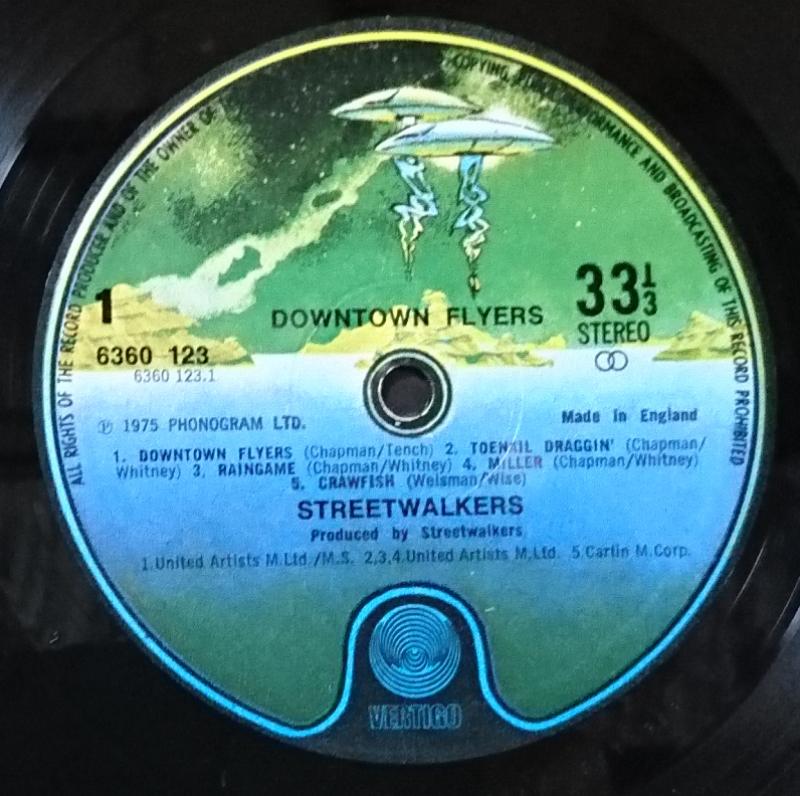 ALL RIGHTS OF THE RECORD PRODUCER AND OF THE OWNER OF
COPYING, PUBLIC PERFORMANCE AND BROADCASTING OF THIS RECORD PROHIBITED
1
33⅓
DOWNTOWN FLYERS
STEREO
6360 123
6360 123.1
℗ 1975 PHONOGRAM LTD.
Made in England
1. DOWNTOWN FLYERS (Chapman/Tench) 2. TOENAIL DRAGGIN' (Chapman/
Whitney) 3. RAINGAME (Chapman/Whitney) 4. MILLER (Chapman/Whitney)
5. CRAWFISH (Weisman/Wise)
STREETWALKERS
Produced by Streetwalkers
1.United Artists M.Ltd./M.S. 2,3,4.United Artists M.Ltd. 5.Carlin M.Corp.
VERTIGO